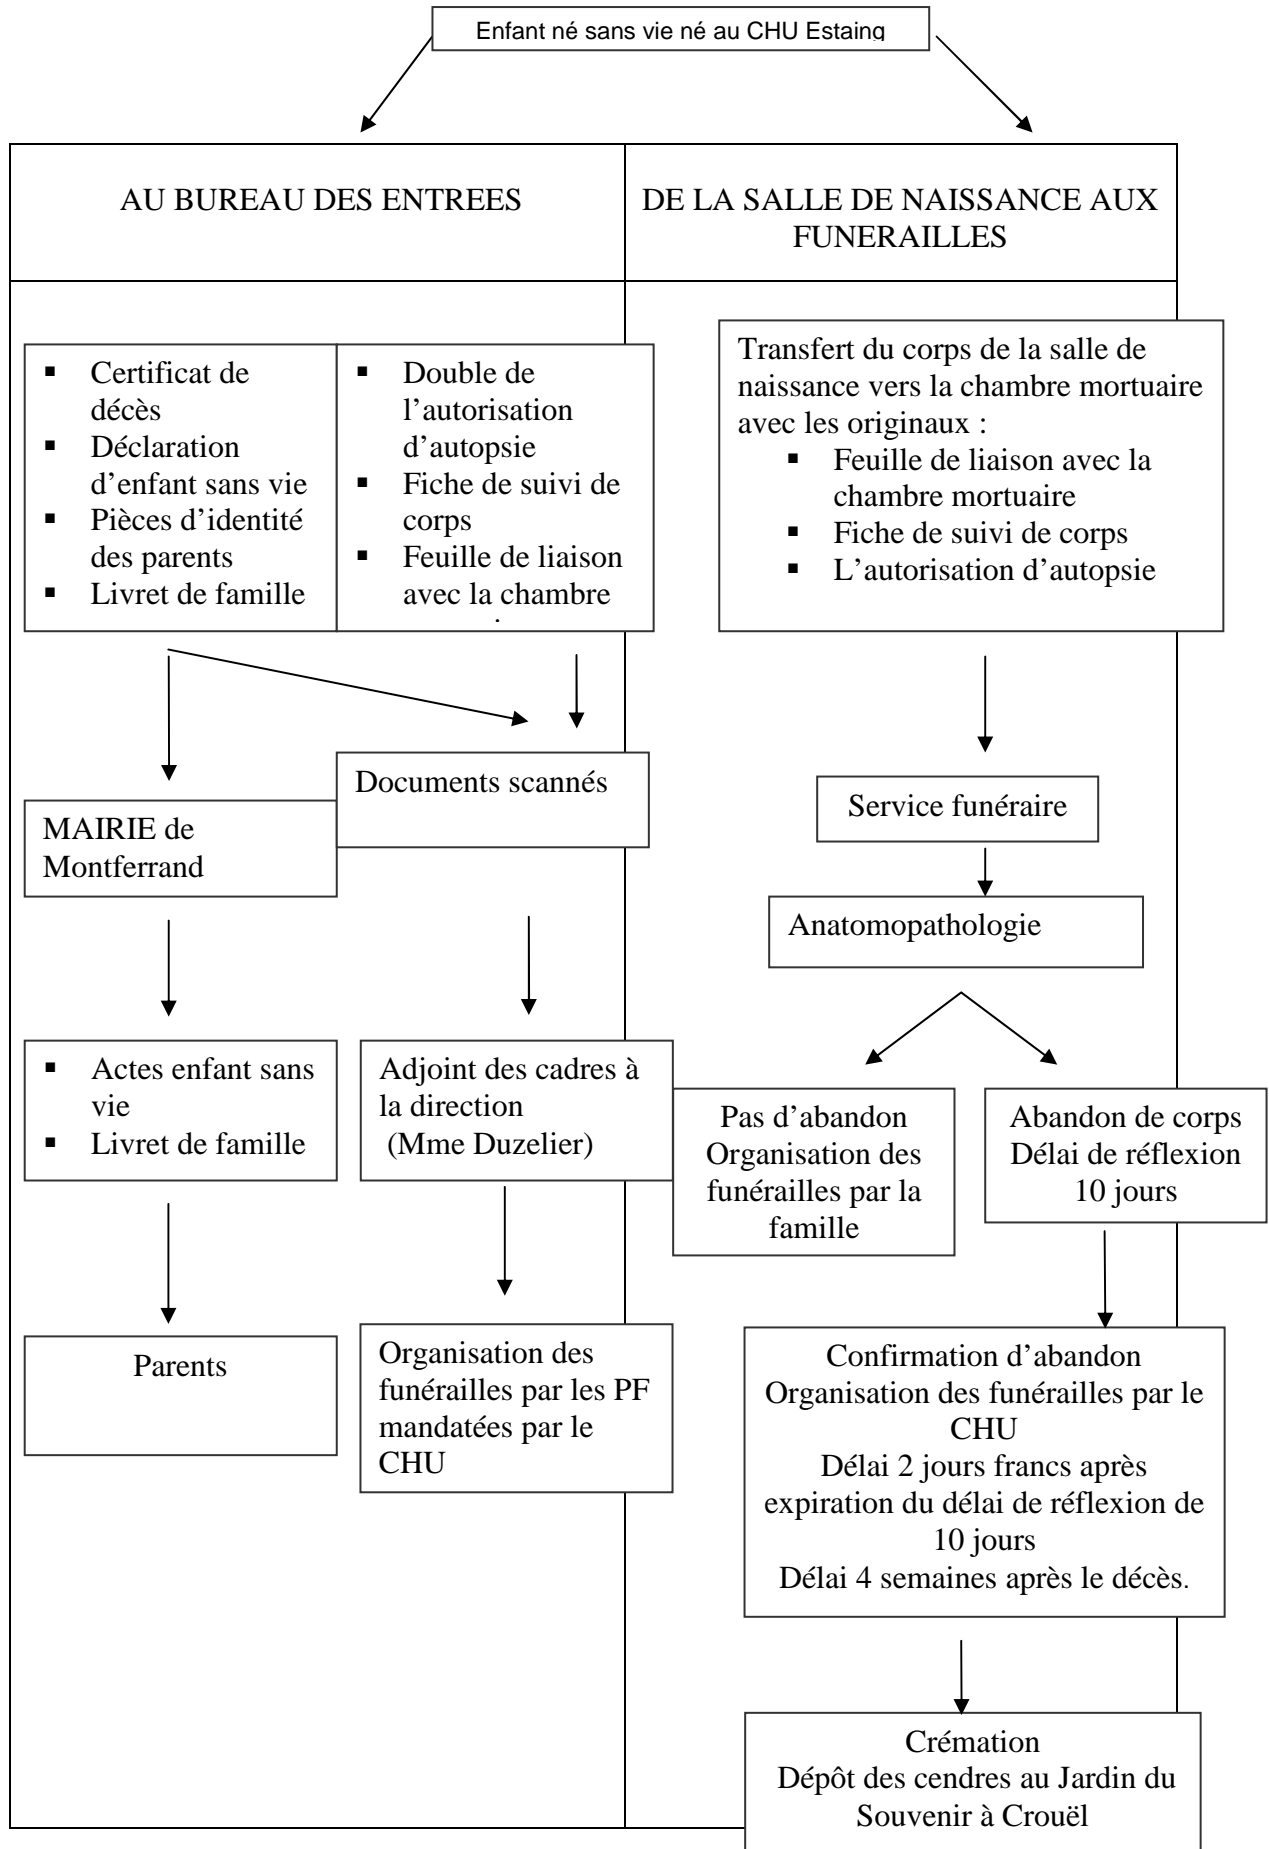 Enfant né sans vie né au CHU Estaing
AU BUREAU DES ENTREES
DE LA SALLE DE NAISSANCE AUX
FUNERAILLES
▪ Certificat de
décès
▪ Déclaration
d’enfant sans vie
▪ Pièces d’identité
des parents
▪ Livret de famille
▪ Double de
l’autorisation
d’autopsie
▪ Fiche de suivi de
corps
▪ Feuille de liaison
avec la chambre
Transfert du corps de la salle de
naissance vers la chambre mortuaire
avec les originaux :
▪ Feuille de liaison avec la
chambre mortuaire
▪ Fiche de suivi de corps
▪ L’autorisation d’autopsie
MAIRIE de
Montferrand
Documents scannés
Service funéraire
Anatomopathologie
▪ Actes enfant sans
vie
▪ Livret de famille
Adjoint des cadres à
la direction
(Mme Duzelier)
Pas d’abandon
Organisation des
funérailles par la
famille
Abandon de corps
Délai de réflexion
10 jours
Parents
Organisation des
funérailles par les PF
mandatées par le
CHU
Confirmation d’abandon
Organisation des funérailles par le
CHU
Délai 2 jours francs après
expiration du délai de réflexion de
10 jours
Délai 4 semaines après le décès.
Crémation
Dépôt des cendres au Jardin du
Souvenir à Crouël